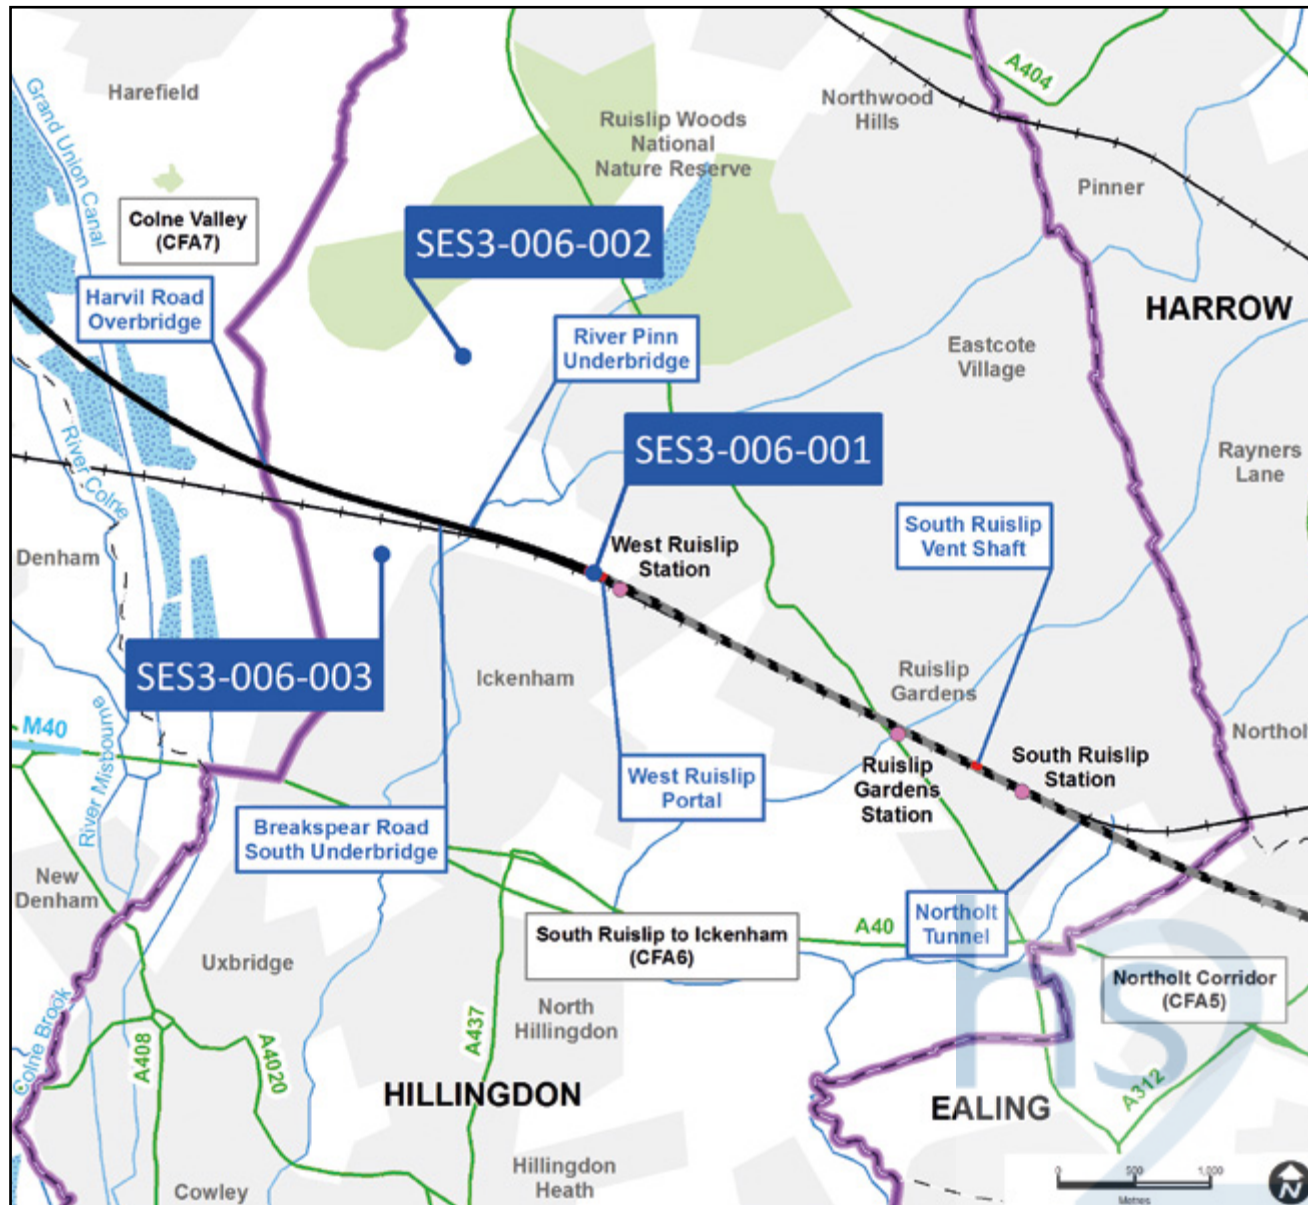 A404
Harefield
Northwood
Hills
Grand Union Canal
Ruislip Woods
National
Nature Reserve
Pinner
Colne Valley
(CFA7)
SES3-006-002
Harvil Road
Overbridge
HARROW
River Pinn
Underbridge
Eastcote
Village
SES3-006-001
Rayners
Lane
River Colne
South Ruislip
Vent Shaft
West Ruislip
Station
Denham
SES3-006-003
Ickenham
Ruislip
Gardens
River Misbourne
M40
Northol
South Ruislip
Station
West Ruislip
Portal
Ruislip
Gardens
Station
Breakspear Road
South Underbridge
New
Denham
Northolt
Tunnel
A40
South Ruislip to Ickenham
(CFA6)
Uxbridge
Northolt Corridor
(CFA5)
hs2
North
Hillingdon
Colne Brook
A408
A4020
A437
HILLINGDON
EALING
A312
Hillingdon
Heath
Cowley
0 500 1,000
Metres
N